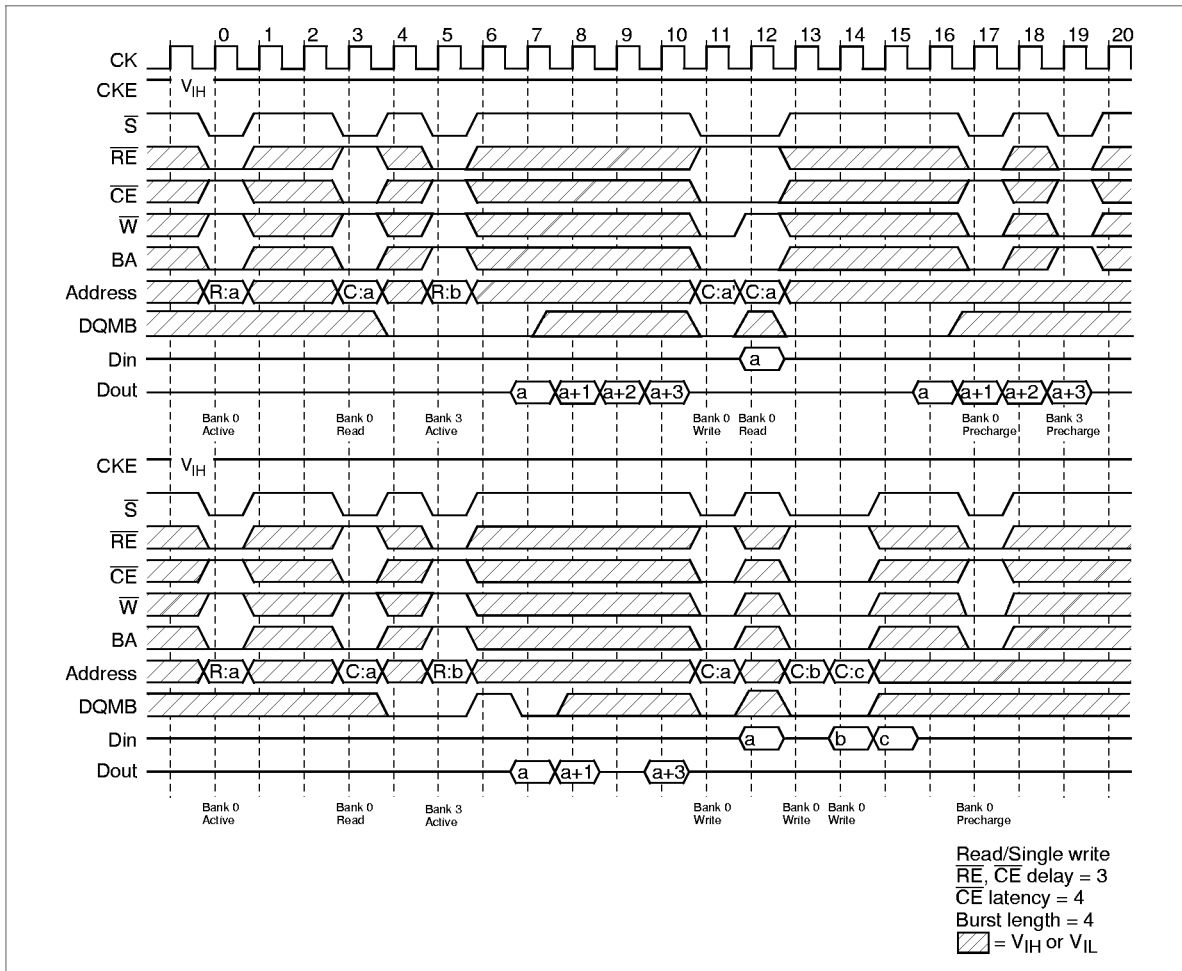 0 1 2 3 4 5 6 7 8 9 10 11 12 13 14 15 16 17 18 19 20
CK
CKE VIH
S
RE
CE
W
BA
Address R:a C:a R:b C:a' C:a
DQMB
Din a
Dout a a+1 a+2 a+3 a a+1 a+2 a+3
Bank 0 Bank 0 Bank 3 Bank 0 Bank 0 Bank 0 Bank 3
Active Read Active Write Read Precharge Precharge
CKE VIH
S
RE
CE
W
BA
Address R:a C:a R:b C:a C:b C:c
DQMB
Din a b c
Dout a a+1 a+3
Bank 0 Bank 0 Bank 3 Bank 0 Bank 0 Bank 0 Bank 0
Active Read Active Write Write Write Precharge
Read/Single write
RE, CE delay = 3
CE latency = 4
Burst length = 4
= VIH or VIL